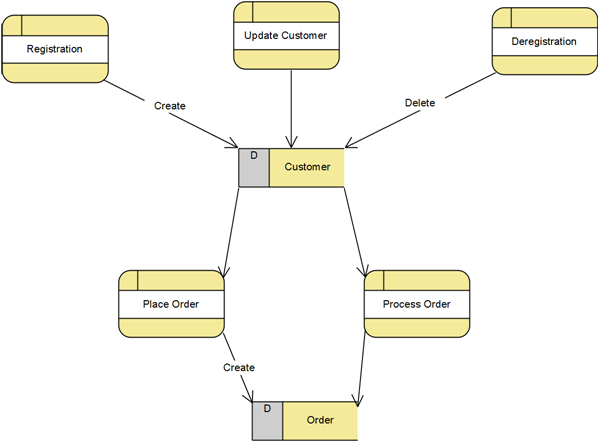 Registration
Update Customer
Deregistration
Create
Delete
D
Customer
Place Order
Process Order
Create
D
Order